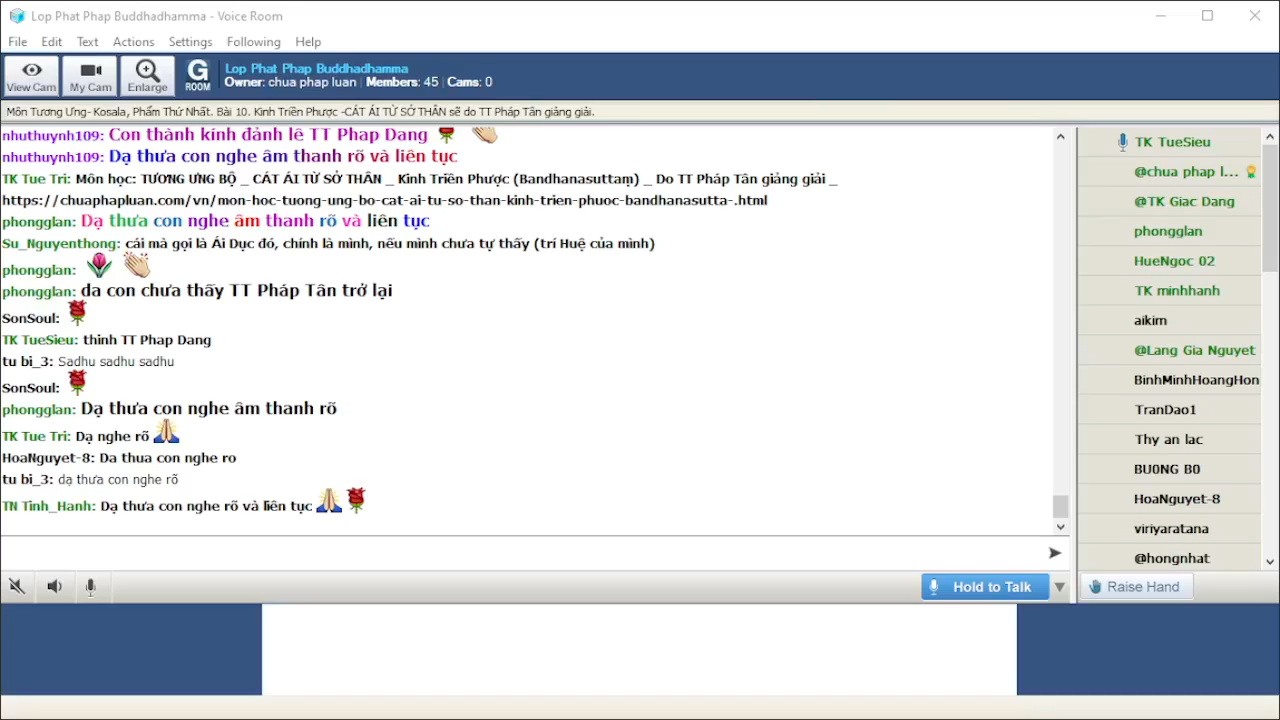 Lop Phat Phap Buddhadhamma - Voice Room
File Edit Text Actions Settings Following Help
View Cam My Cam Enlarge G ROOM
Lop Phat Phap Buddhadhamma
Owner: chua phap luan | Members: 45 | Cams: 0
Môn Tương Ưng- Kosala, Phẩm Thứ Nhất. Bài 10. Kinh Triền Phược -CÁT ÁI TỪ SỞ THÂN sẽ do TT Pháp Tân giảng giải.
nhuthuynh109: Con thành kính đảnh lê TT Phap Dang
nhuthuynh109: Dạ thưa con nghe âm thanh rõ và liên tục
TK Tue Tri: Môn học: TƯƠNG ƯNG BỘ _ CÁT ÁI TỪ SỞ THÂN _ Kinh Triền Phược (Bandhanasuttaṃ) _ Do TT Pháp Tân giảng giải _
https://chuaphapluan.com/vn/mon-hoc-tuong-ung-bo-cat-ai-tu-so-than-kinh-trien-phuoc-bandhanasutta-.html
phongglan: Dạ thưa con nghe âm thanh rõ và liên tục
Su_Nguyenthong: cái mà gọi là Ái Dục đó, chính là mình, nếu mình chưa tự thấy (trí Huệ của mình)
phongglan:
phongglan: da con chưa thấy TT Pháp Tân trở lại
SonSoul:
TK TueSieu: thinh TT Phap Dang
tu bi_3: Sadhu sadhu sadhu
SonSoul:
phongglan: Dạ thưa con nghe âm thanh rõ
TK Tue Tri: Dạ nghe rõ
HoaNguyet-8: Da thua con nghe ro
tu bi_3: dạ thưa con nghe rõ
TN Tinh_Hanh: Dạ thưa con nghe rõ và liên tục
TK TueSieu
@chua phap l...
@TK Giac Dang
phongglan
HueNgoc 02
TK minhhanh
aikim
@Lang Gia Nguyet
BinhMinhHoangHon
TranDao1
Thy an lac
BU0NG B0
HoaNguyet-8
viriyaratana
@hongnhat
Hold to Talk
Raise Hand